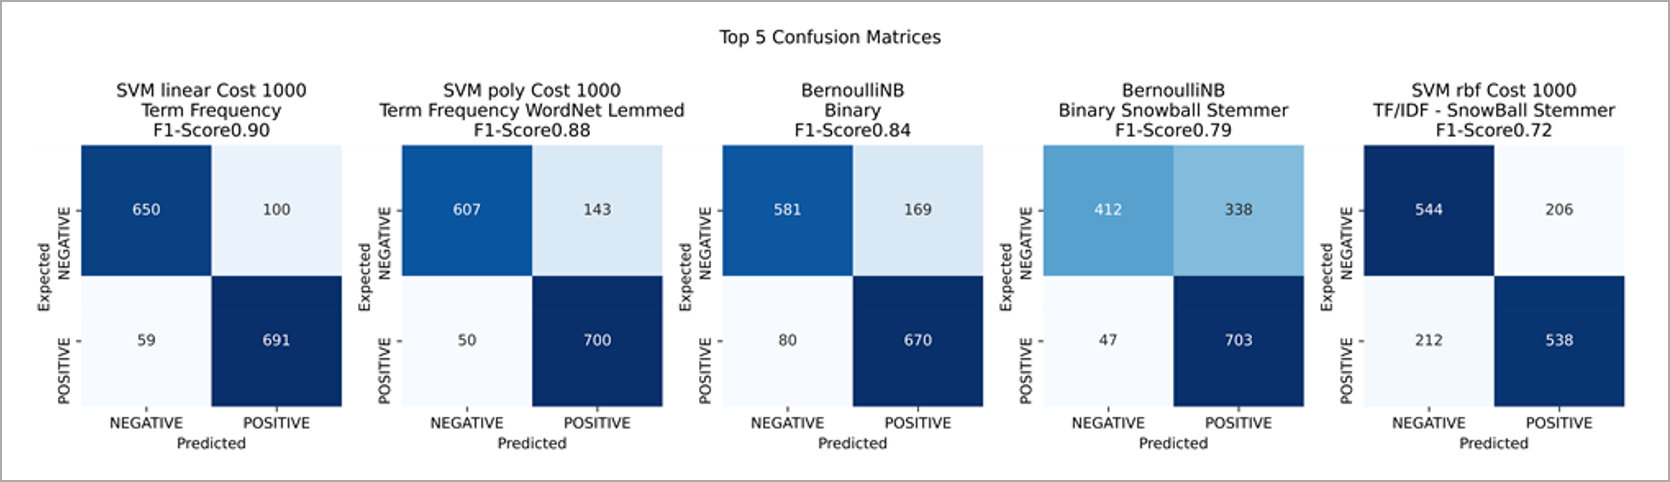 Top 5 Confusion Matrices
SVM linear Cost 1000
Term Frequency
F1-Score0.90
Expected
NEGATIVE
POSITIVE
650
100
59
691
NEGATIVE
POSITIVE
Predicted
SVM poly Cost 1000
Term Frequency WordNet Lemmed
F1-Score0.88
Expected
NEGATIVE
POSITIVE
607
143
50
700
NEGATIVE
POSITIVE
Predicted
BernoulliNB
Binary
F1-Score0.84
Expected
NEGATIVE
POSITIVE
581
169
80
670
NEGATIVE
POSITIVE
Predicted
BernoulliNB
Binary Snowball Stemmer
F1-Score0.79
Expected
NEGATIVE
POSITIVE
412
338
47
703
NEGATIVE
POSITIVE
Predicted
SVM rbf Cost 1000
TF/IDF - SnowBall Stemmer
F1-Score0.72
Expected
NEGATIVE
POSITIVE
544
206
212
538
NEGATIVE
POSITIVE
Predicted